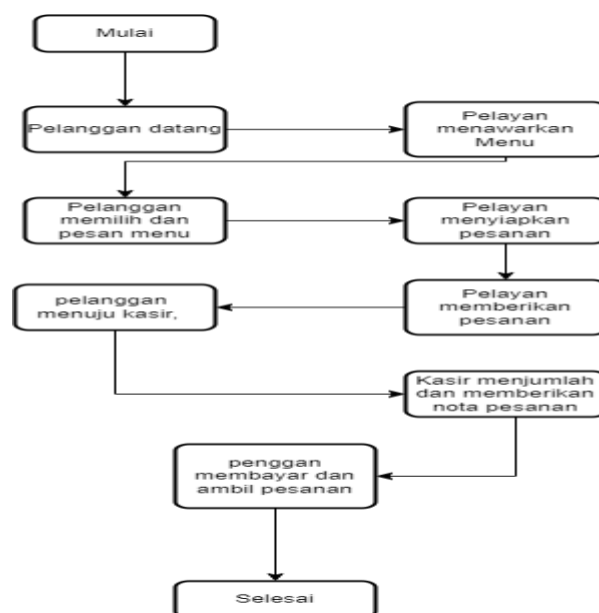 Mulai
Pelanggan datang
Pelayan
menawarkan
Menu
Pelanggan
memilih dan
pesan menu
Pelayan
menyiapkan
pesanan
Pelayan
memberikan
pesanan
pelanggan
menuju kasir,
Kasir menjumlah
dan memberikan
nota pesanan
penggan
membayar dan
ambil pesanan
Selesai